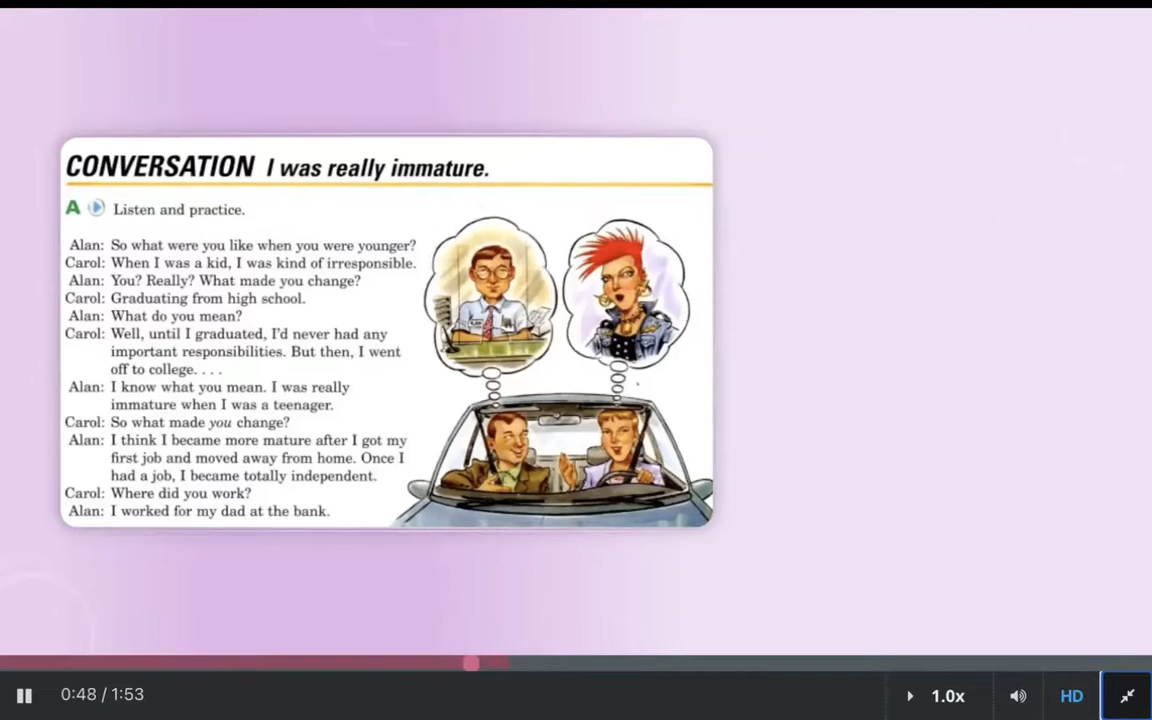 CONVERSATION I was really immature.
A Listen and practice.
Alan: So what were you like when you were younger?
Carol: When I was a kid, I was kind of irresponsible.
Alan: You? Really? What made you change?
Carol: Graduating from high school.
Alan: What do you mean?
Carol: Well, until I graduated, I'd never had any
important responsibilities. But then, I went
off to college. . . .
Alan: I know what you mean. I was really
immature when I was a teenager.
Carol: So what made you change?
Alan: I think I became more mature after I got my
first job and moved away from home. Once I
had a job, I became totally independent.
Carol: Where did you work?
Alan: I worked for my dad at the bank.
0:48 / 1:53
1.0x
HD